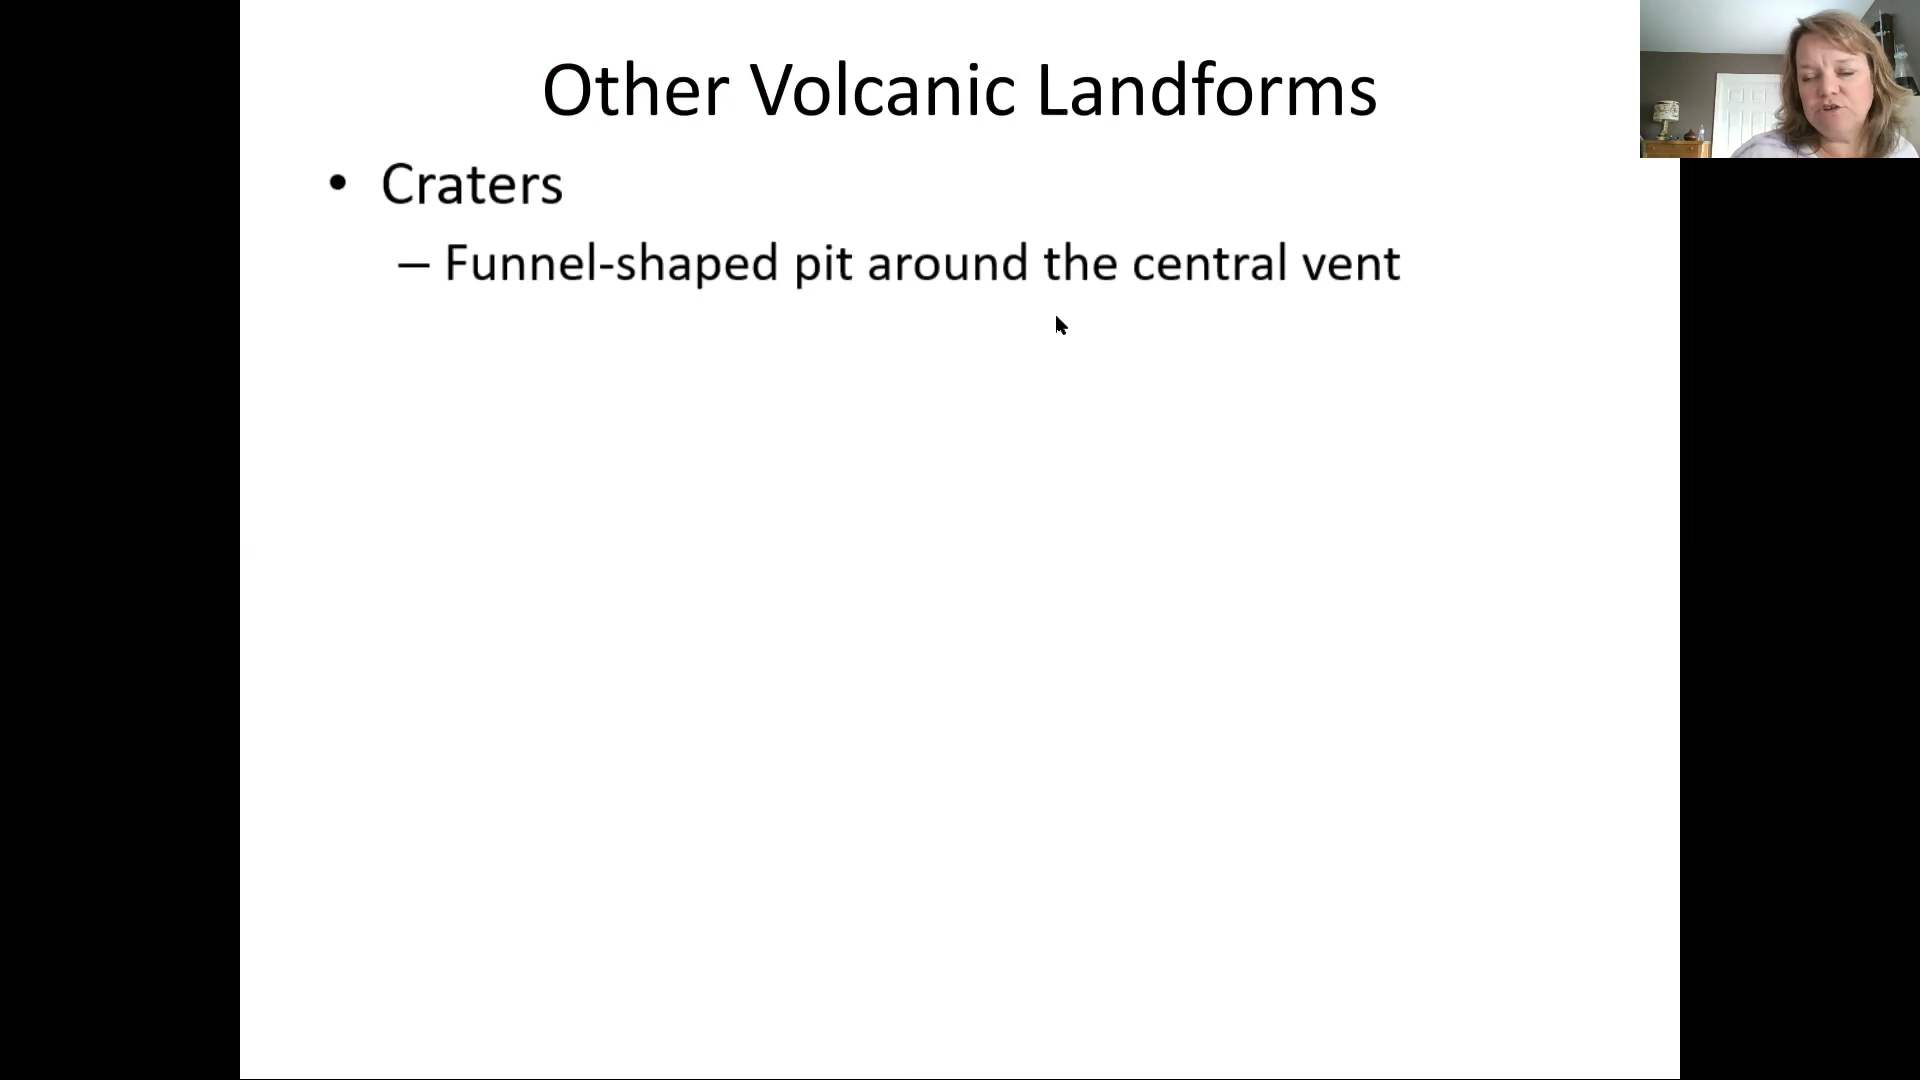 Other Volcanic Landforms
• Craters
– Funnel-shaped pit around the central vent